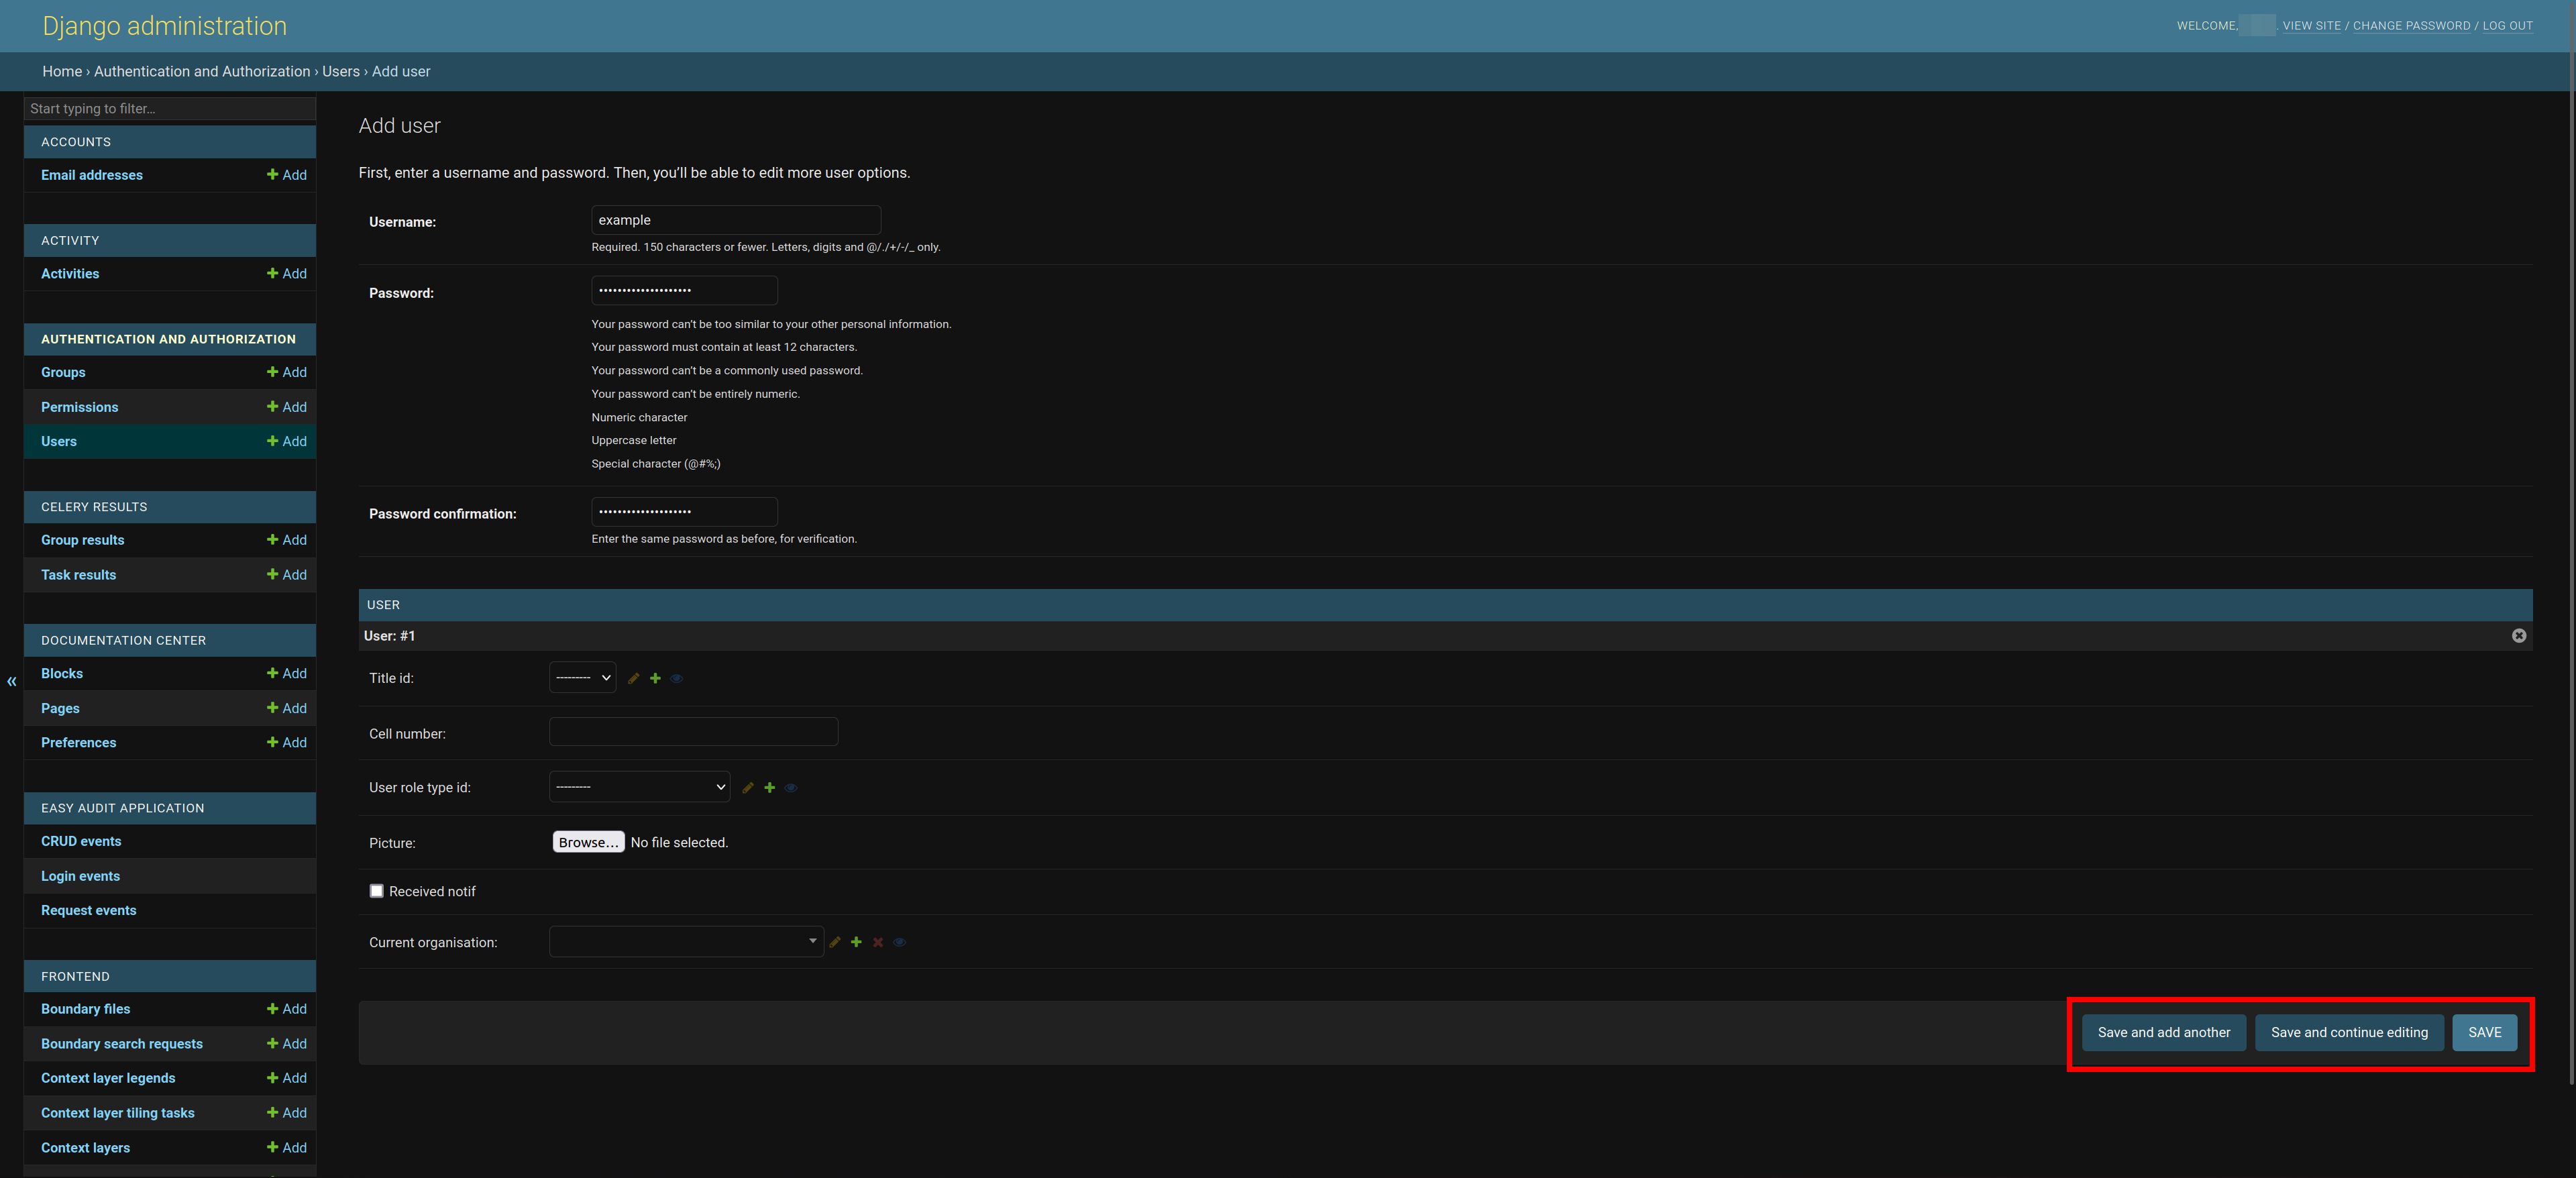 Django administration
WELCOME, . VIEW SITE / CHANGE PASSWORD / LOG OUT
Home › Authentication and Authorization › Users › Add user
Start typing to filter...
ACCOUNTS
Email addresses Add
ACTIVITY
Activities Add
AUTHENTICATION AND AUTHORIZATION
Groups Add
Permissions Add
Users Add
CELERY RESULTS
Group results Add
Task results Add
DOCUMENTATION CENTER
Blocks Add
Pages Add
Preferences Add
EASY AUDIT APPLICATION
CRUD events
Login events
Request events
FRONTEND
Boundary files Add
Boundary search requests Add
Context layer legends Add
Context layer tiling tasks Add
Context layers Add
«
Add user
First, enter a username and password. Then, you’ll be able to edit more user options.
Username: example
Required. 150 characters or fewer. Letters, digits and @/./+/-/_ only.
Password: ••••••••••••••••••••
Your password can’t be too similar to your other personal information.
Your password must contain at least 12 characters.
Your password can’t be a commonly used password.
Your password can’t be entirely numeric.
Numeric character
Uppercase letter
Special character (@#%;)
Password confirmation: ••••••••••••••••••••
Enter the same password as before, for verification.
USER
User: #1
Title id: ---------
Cell number:
User role type id: ---------
Picture: Browse... No file selected.
Received notif
Current organisation:
Save and add another Save and continue editing SAVE